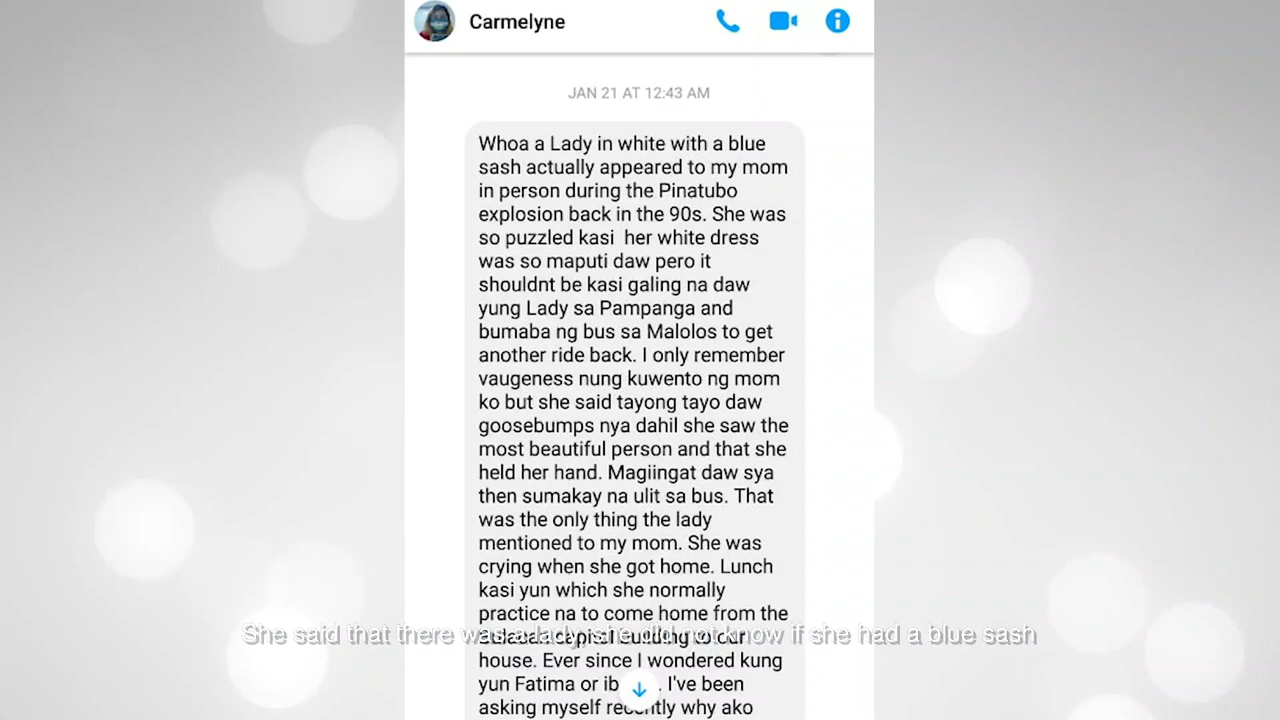 Carmelyne
JAN 21 AT 12:43 AM
Whoa a Lady in white with a blue
sash actually appeared to my mom
in person during the Pinatubo
explosion back in the 90s. She was
so puzzled kasi  her white dress
was so maputi daw pero it
shouldnt be kasi galing na daw
yung Lady sa Pampanga and
bumaba ng bus sa Malolos to get
another ride back. I only remember
vaugeness nung kuwento ng mom
ko but she said tayong tayo daw
goosebumps nya dahil she saw the
most beautiful person and that she
held her hand. Magiingat daw sya
then sumakay na ulit sa bus. That
was the only thing the lady
mentioned to my mom. She was
crying when she got home. Lunch
kasi yun which she normally
practice na to come home from the
capitol building to our
She said that there was a lady, she did not know if she had a blue sash
house. Ever since I wondered kung
yun Fatima or . I've been
asking myself recently why ako